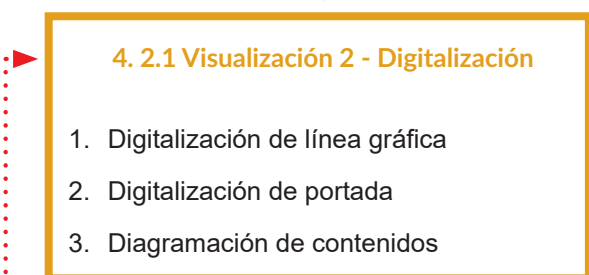 4. 2.1 Visualización 2 - Digitalización
1. Digitalización de línea gráfica
2. Digitalización de portada
3. Diagramación de contenidos